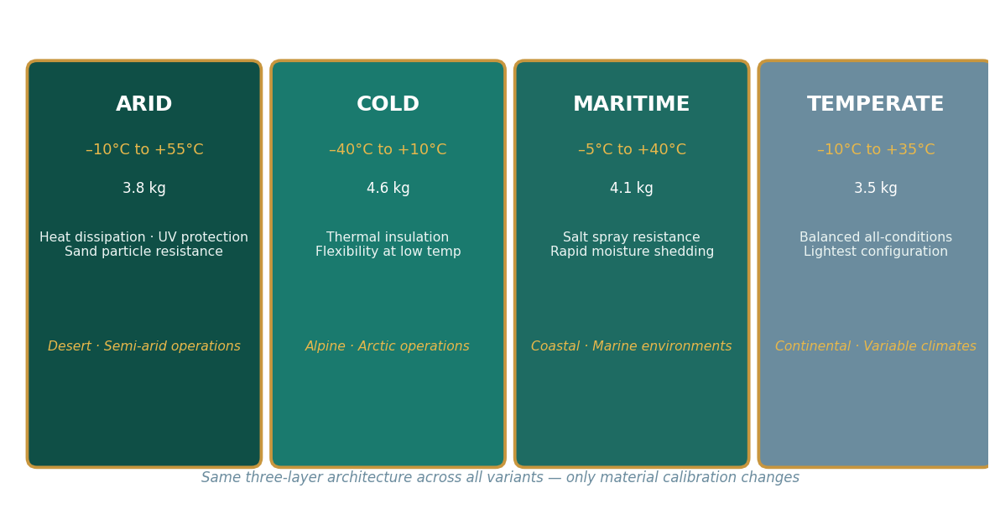 ARID
–10°C to +55°C
3.8 kg
Heat dissipation · UV protection
Sand particle resistance
Desert · Semi-arid operations
COLD
–40°C to +10°C
4.6 kg
Thermal insulation
Flexibility at low temp
Alpine · Arctic operations
MARITIME
–5°C to +40°C
4.1 kg
Salt spray resistance
Rapid moisture shedding
Coastal · Marine environments
TEMPERATE
–10°C to +35°C
3.5 kg
Balanced all-conditions
Lightest configuration
Continental · Variable climates
Same three-layer architecture across all variants — only material calibration changes